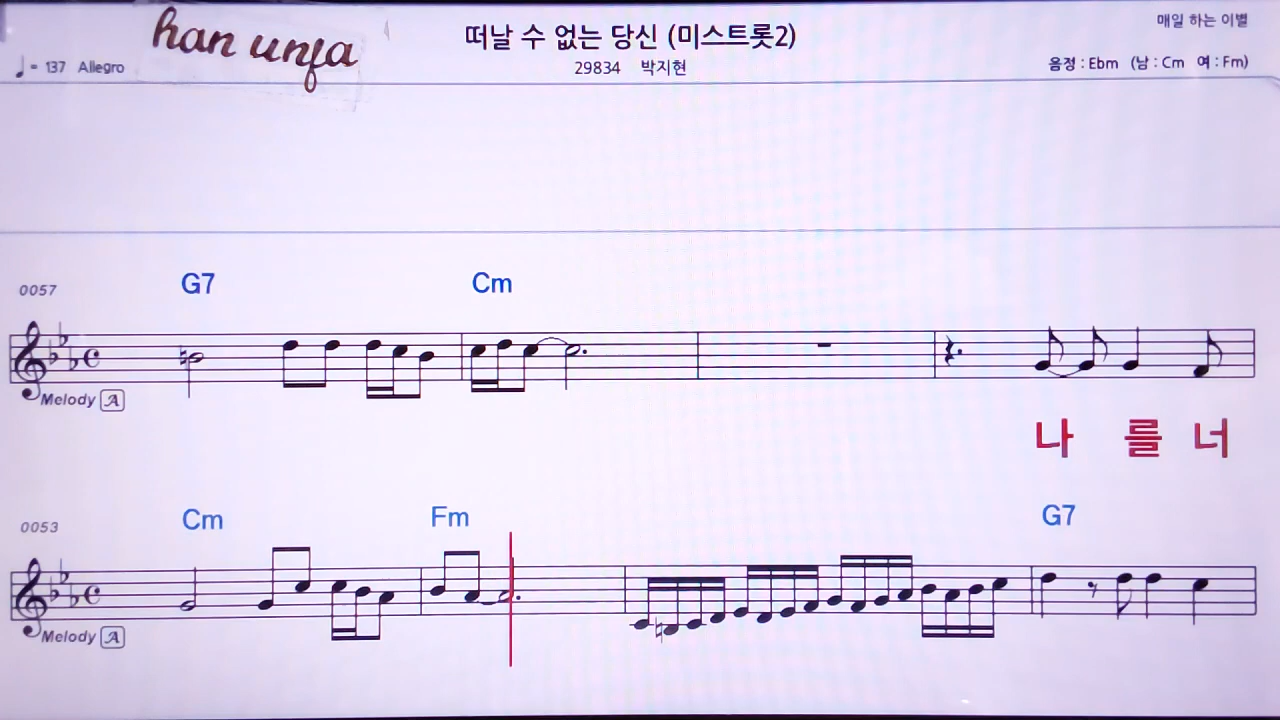 han unja
떠날 수 없는 당신 (미스트롯2)
매일 하는 이별
♩= 137 Allegro
29834 박지현
음정 : Ebm (남 : Cm 여 : Fm)
0057
G7 Cm
Melody A
나 를 너
0053
Cm Fm G7
Melody A